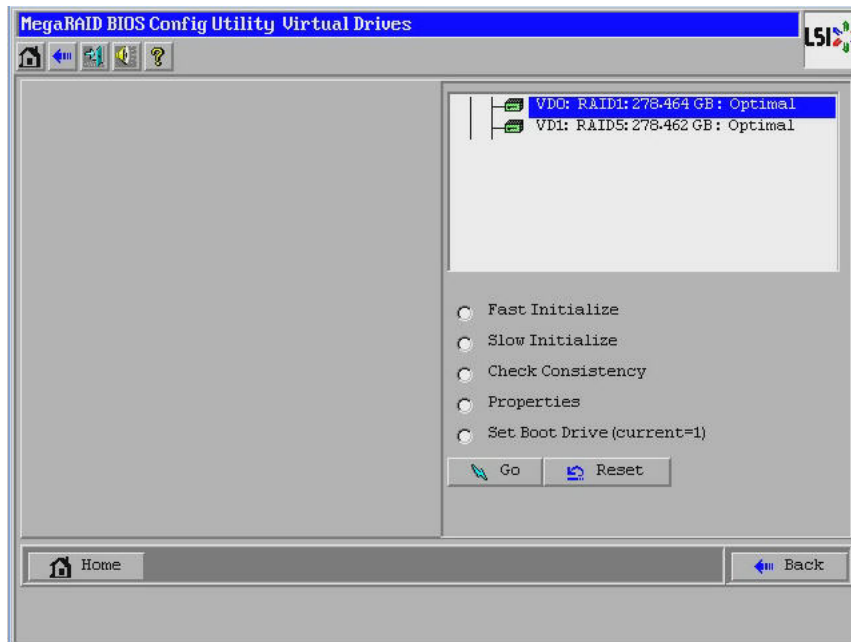 MegaRAID BIOS Config Utility Virtual Drives
LSI
VD0: RAID1: 278.464 GB: Optimal
VD1: RAID5: 278.462 GB: Optimal
Fast Initialize
Slow Initialize
Check Consistency
Properties
Set Boot Drive (current=1)
Go Reset
Home Back